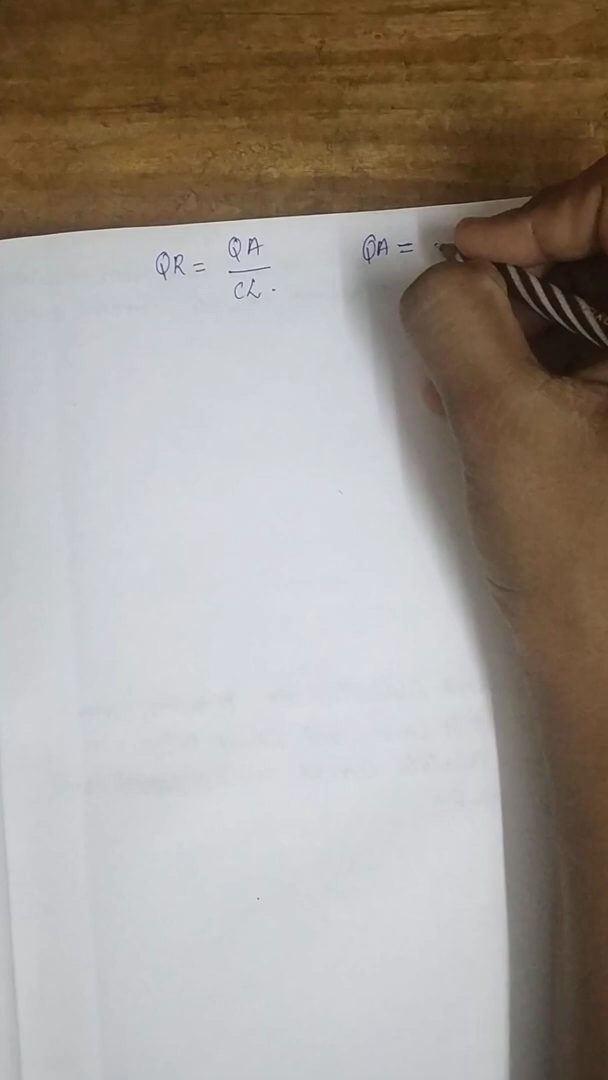 QR = QA / CL. QA =